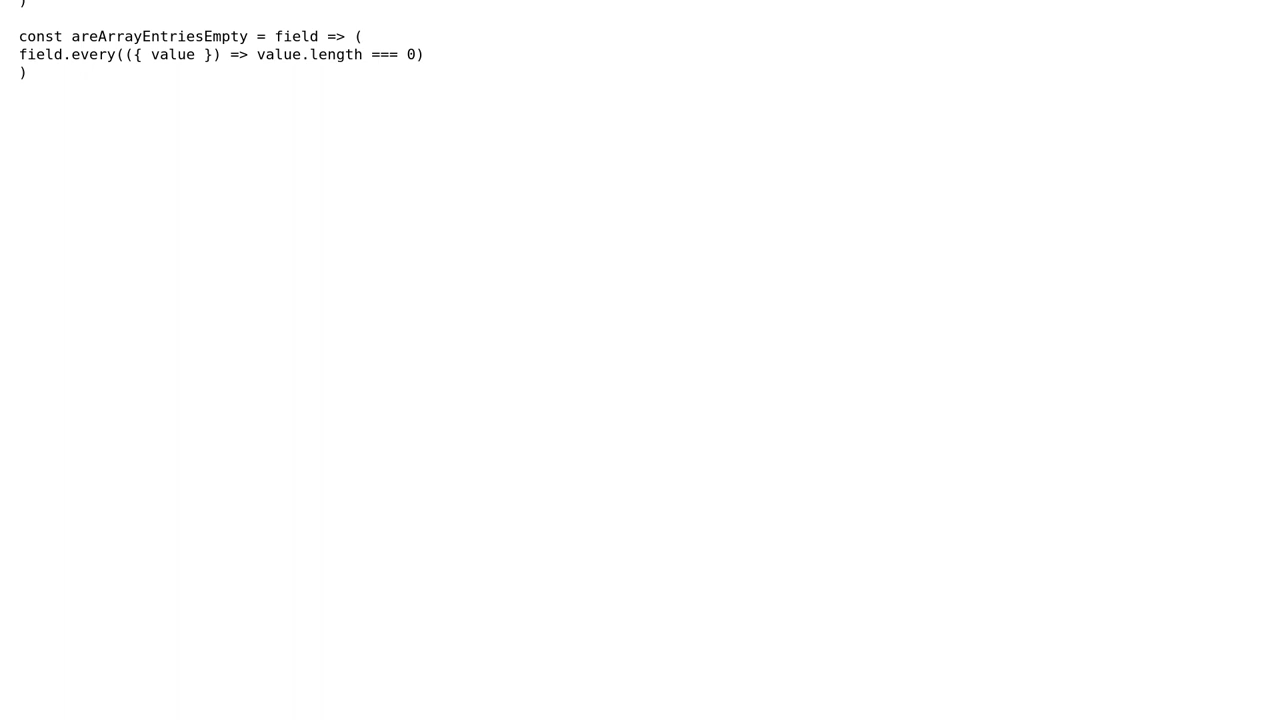 )
const areArrayEntriesEmpty = field => (
field.every(({ value }) => value.length === 0)
)